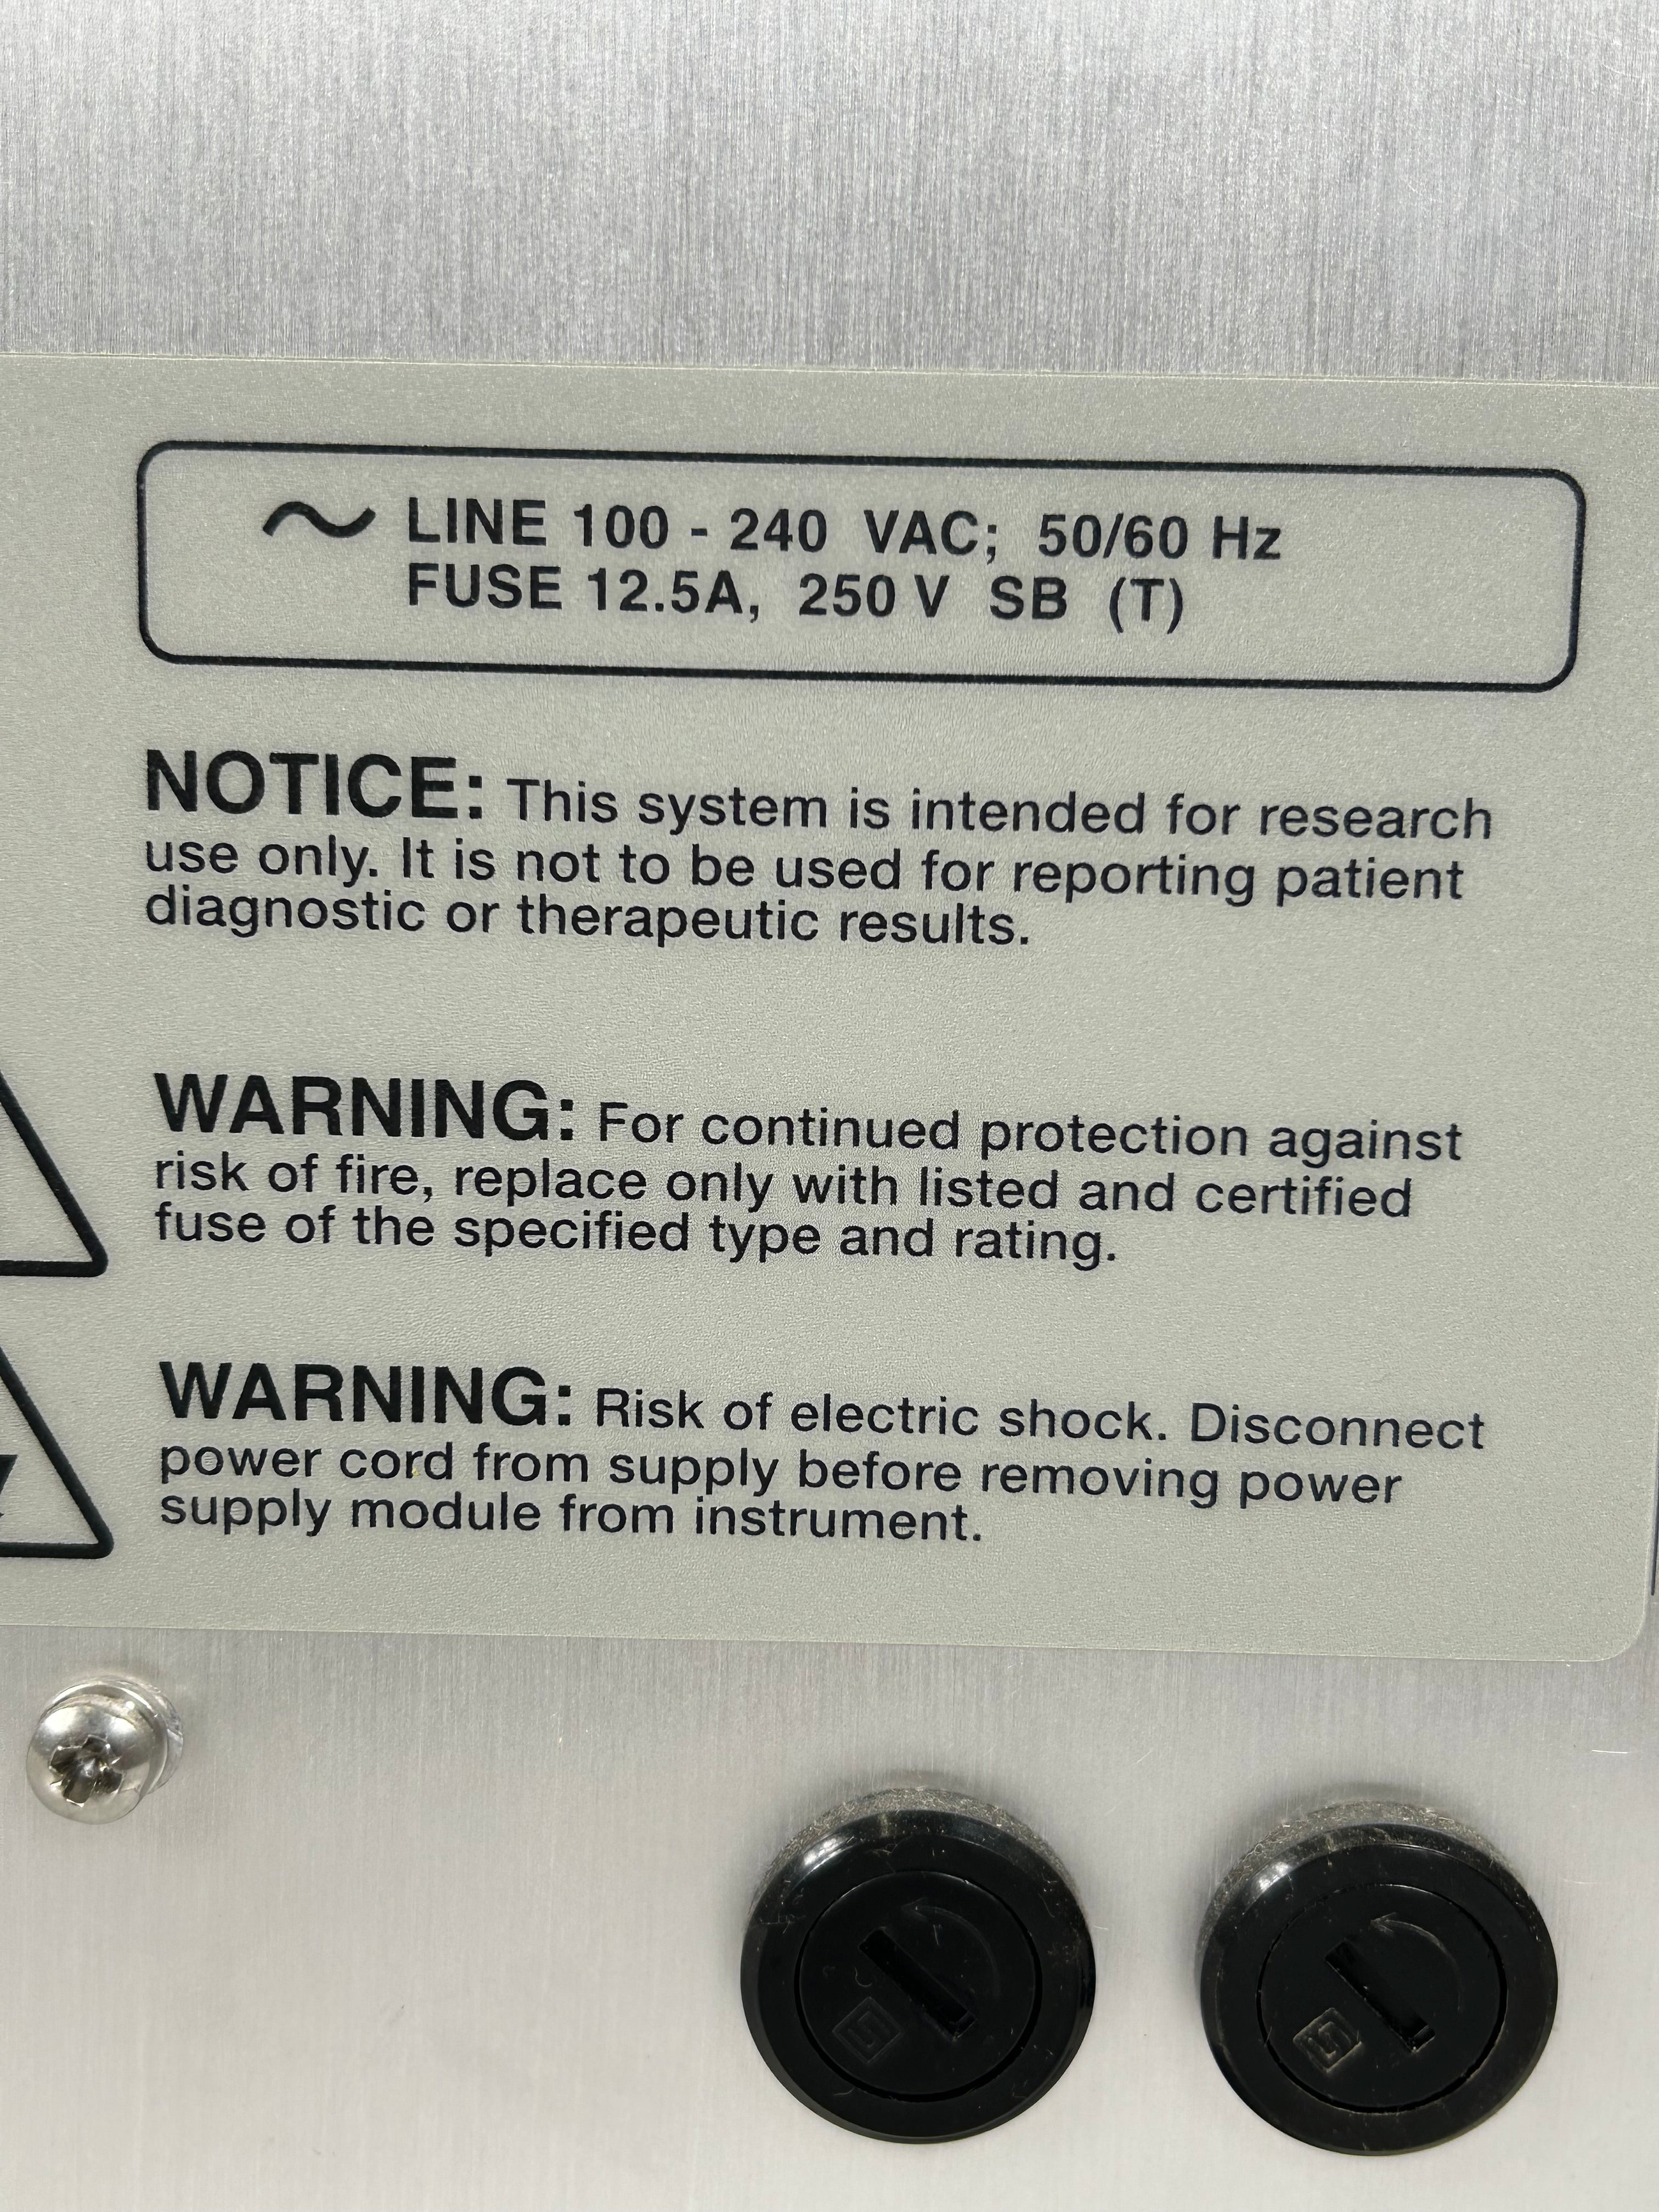 ~ LINE 100 - 240 VAC; 50/60 Hz
FUSE 12.5A, 250 V SB (T)
NOTICE: This system is intended for research
use only. It is not to be used for reporting patient
diagnostic or therapeutic results.
WARNING: For continued protection against
risk of fire, replace only with listed and certified
fuse of the specified type and rating.
WARNING: Risk of electric shock. Disconnect
power cord from supply before removing power
supply module from instrument.